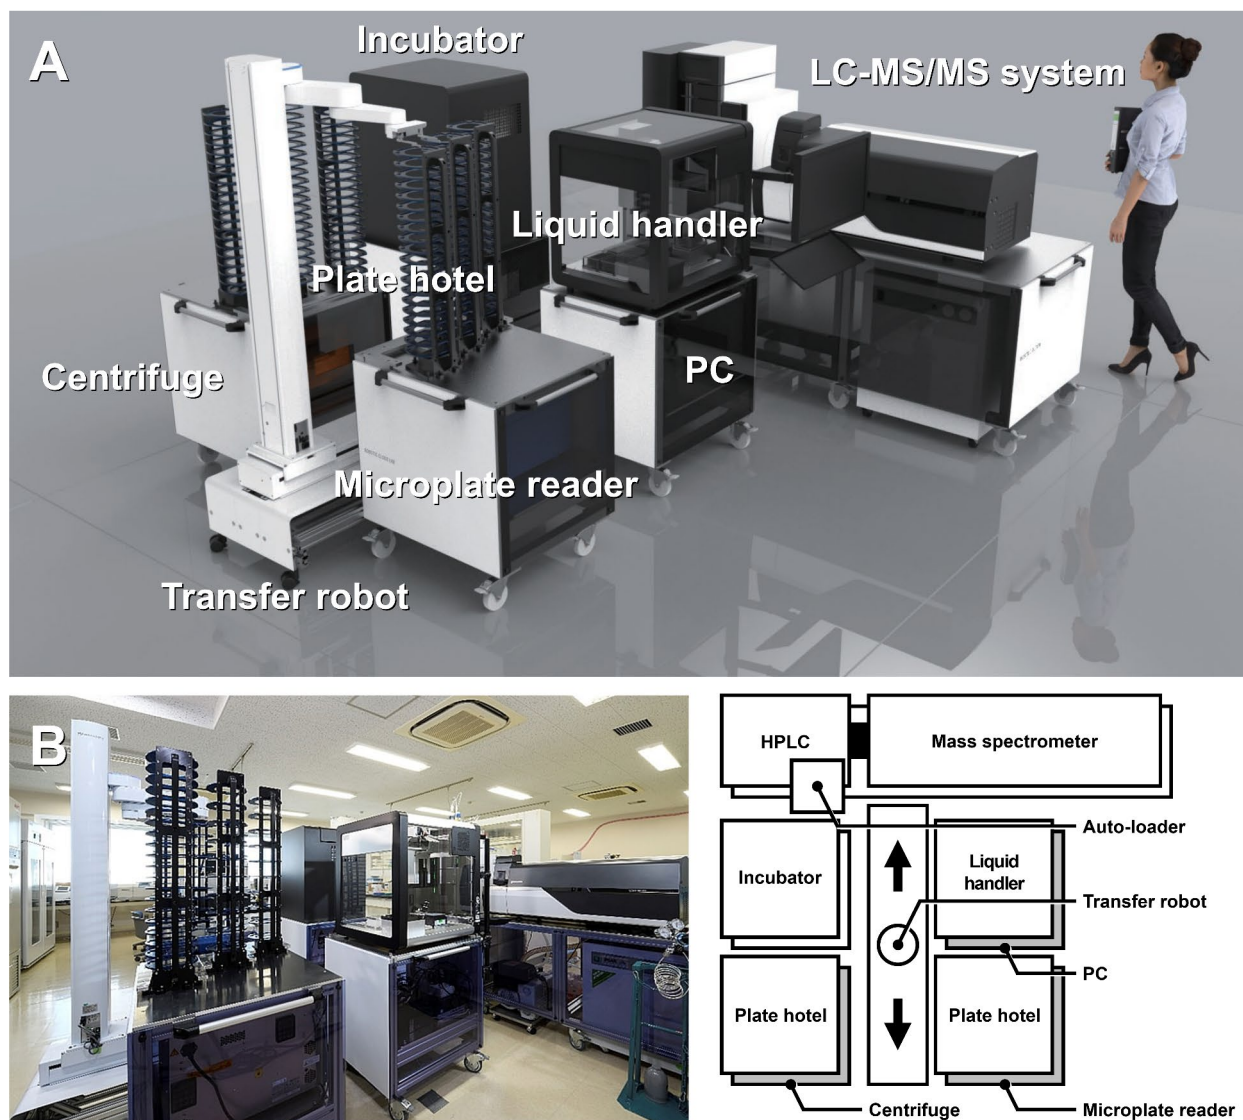 A
Incubator
LC-MS/MS system
Liquid handler
Plate hotel
Centrifuge
PC
Microplate reader
Transfer robot
B
HPLC
Mass spectrometer
Auto-loader
Incubator
Liquid
handler
Transfer robot
PC
Plate hotel
Plate hotel
Centrifuge
Microplate reader